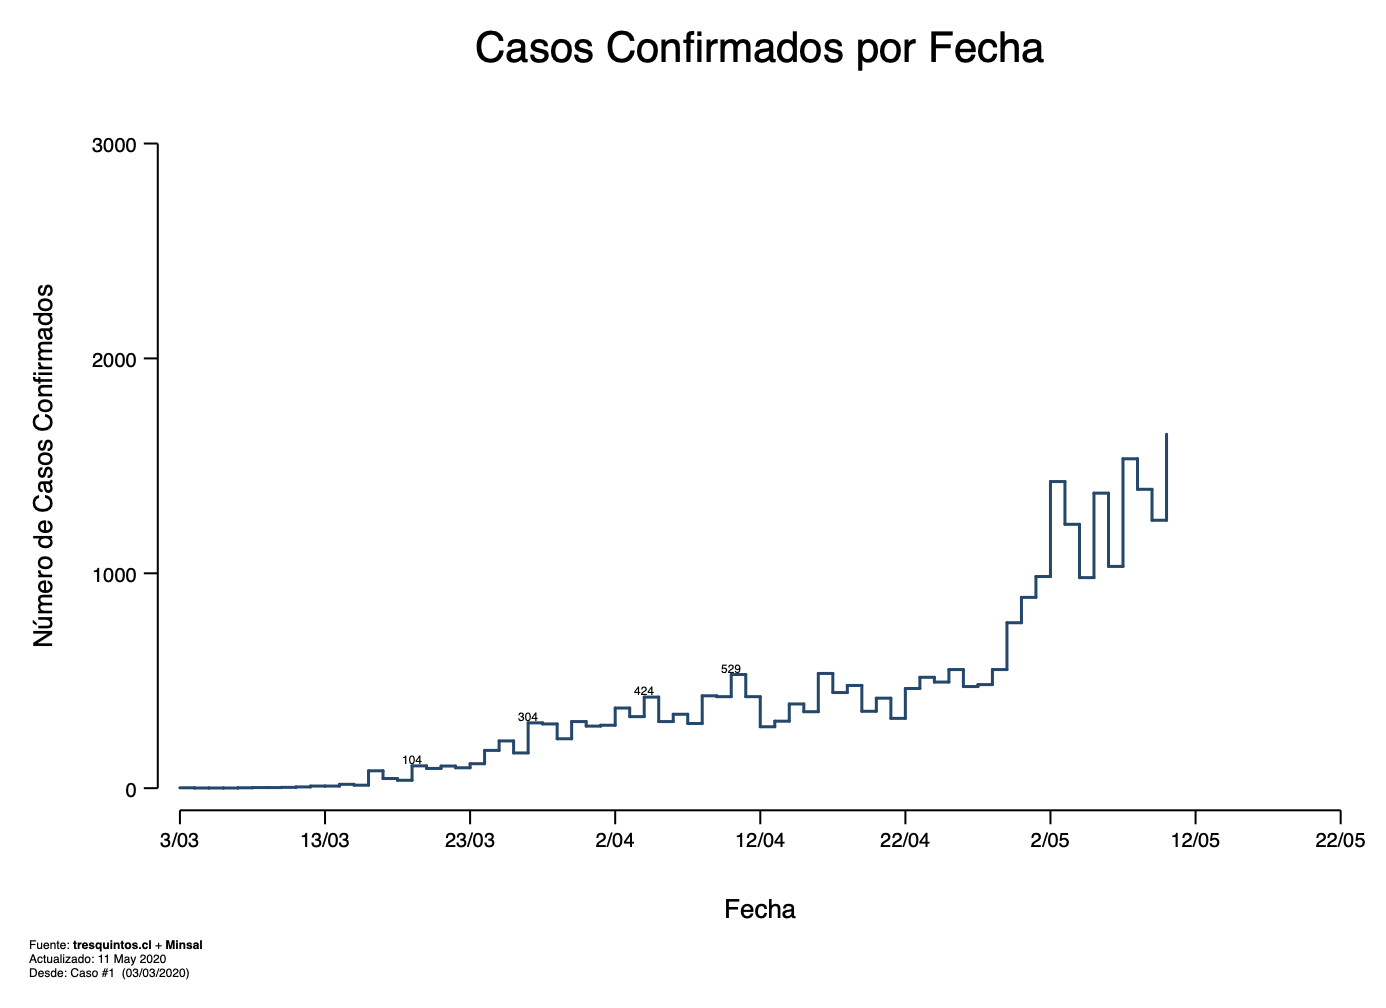 Casos Confirmados por Fecha
3000
2000
1000
0
Número de Casos Confirmados
104
304
424
529
3/03
13/03
23/03
2/04
12/04
22/04
2/05
12/05
22/05
Fecha
Fuente: tresquintos.cl + Minsal
Actualizado: 11 May 2020
Desde: Caso #1 (03/03/2020)